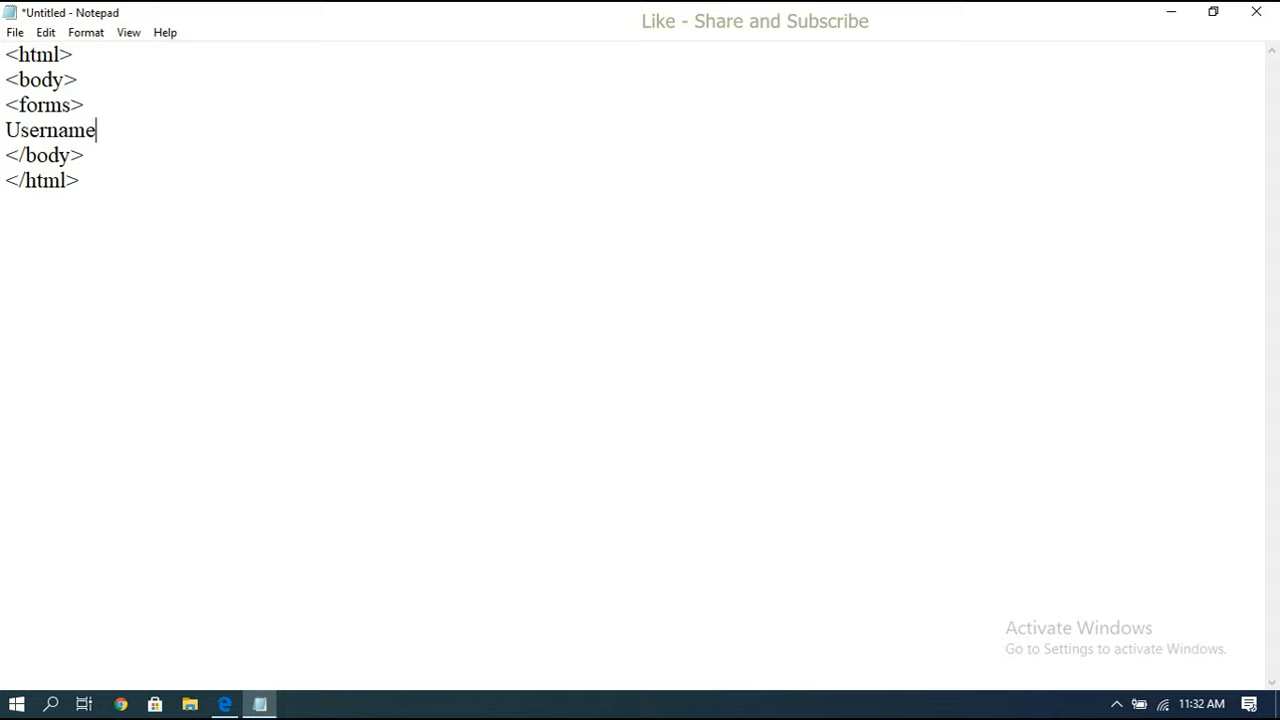 *Untitled - Notepad
Like - Share and Subscribe
File Edit Format View Help
<html>
<body>
<forms>
Username
</body>
</html>
Activate Windows
Go to Settings to activate Windows.
11:32 AM